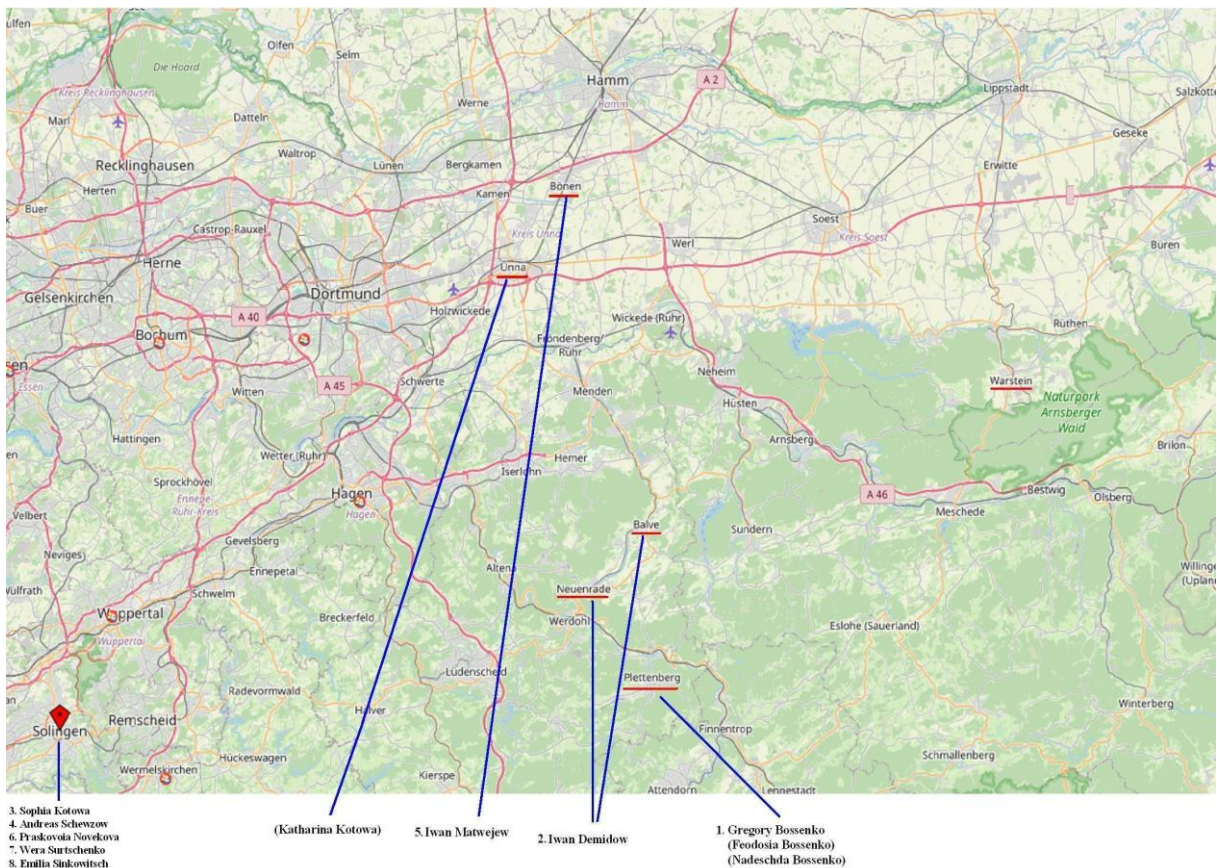 Olfen
Selm
Die Haard
Hamm
Hamm
A 2
Lippstadt
Salzkotten
Kreis Recklinghausen
Marl
Datteln
Werne
Geseke
Waltrop
Lünen
Bergkamen
Recklinghausen
Erwitte
Herten
Kamen
Bönen
Buer
Castrop-Rauxel
Kreis Unna
Soest
Kreis Soest
Werl
Büren
Herne
Unna
Gelsenkirchen
Dortmund
Holzwickede
A 40
Wickede (Ruhr)
Rüthen
Bochum
Fröndenberg
Ruhr
Essen
Schwerte
Neheim
Warstein
A 45
Witten
Menden
Naturpark
Arnsberger
Wald
Hüsten
Hattingen
Arnsberg
Brilon
Wetter (Ruhr)
Hemer
Iserlohn
Sprockhövel
Hagen
Hagen
A 46
Bestwig
Olsberg
Ennepe-
Ruhr-Kreis
Meschede
Velbert
Balve
Sundern
Gevelsberg
Neviges
Ennepetal
Altena
Neuenrade
Willingen
(Upland)
Wülfrath
Schwelm
Wuppertal
Breckerfeld
Werdohl
Eslohe (Sauerland)
Wuppertal
Lüdenscheid
Plettenberg
Radevormwald
Halver
Winterberg
Solingen
Remscheid
Finnentrop
Hückeswagen
Schmallenberg
Wermelskirchen
Kierspe
Attendorn
Lennestadt
3. Sophia Kotowa
4. Andreas Schewzow
6. Praskovoia Novekova
7. Wera Surtschenko
8. Emilia Sinkowitsch
(Katharina Kotowa)
5. Iwan Matwejew
2. Iwan Demidow
1. Gregory Bossenko
(Feodosia Bossenko)
(Nadeschda Bossenko)